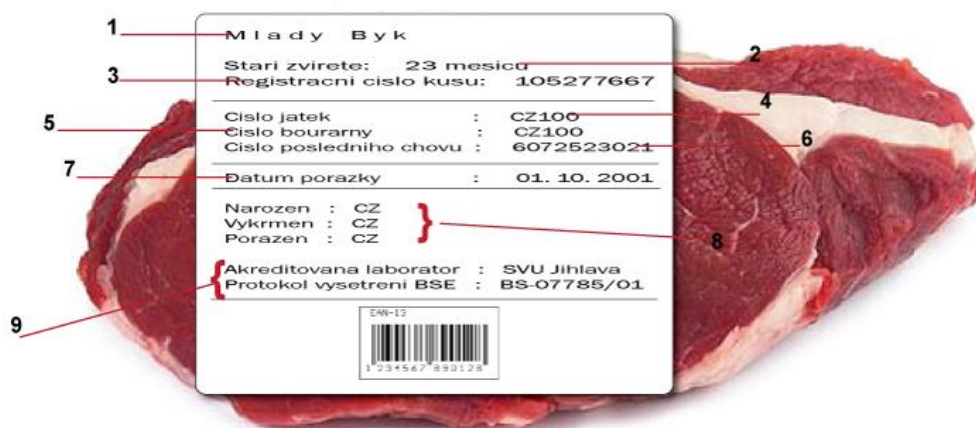 1
Mlady Byk
2
Stari zvirete: 23 mesicu
3
Registracni cislo kusu: 105277667
4
Cislo jatek : CZ100
5
Cislo bourarny : CZ100
6
Cislo posledniho chovu : 6072523021
7
Datum porazky : 01. 10. 2001
Narozen : CZ
Vykrmen : CZ
8
Porazen : CZ
Akreditovana laborator : SVU Jihlava
Protokol vysetreni BSE : BS-07785/01
9
EAN-13
1 234567 890128